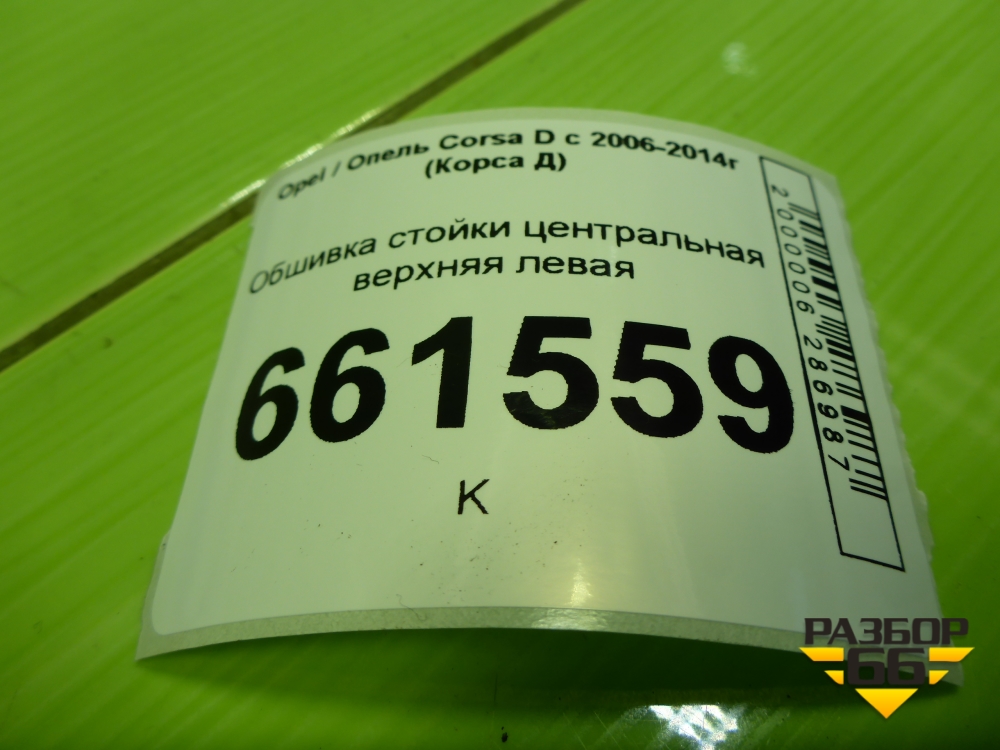 Opel / Опель Corsa D с 2006-2014г
(Корса Д)
Обшивка стойки центральная
верхняя левая
661559
К
2000006286987
РАЗБОР
66